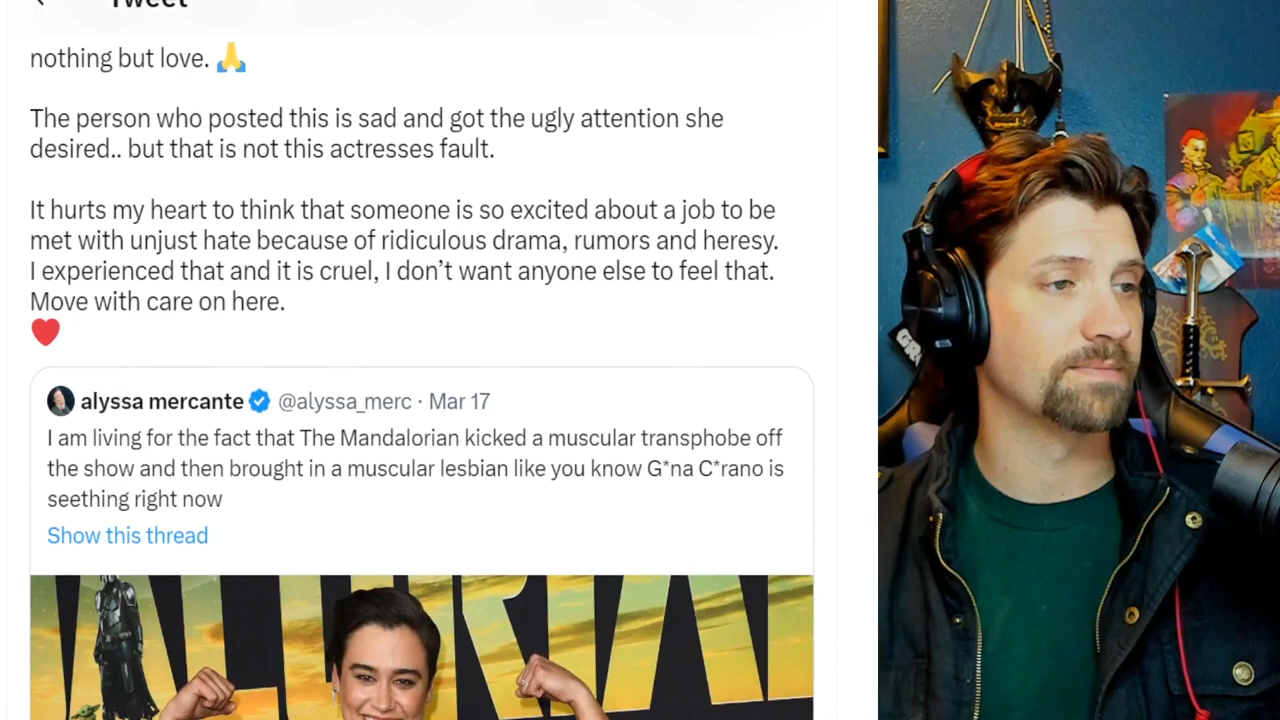 Tweet
nothing but love. 🙏
The person who posted this is sad and got the ugly attention she
desired.. but that is not this actresses fault.
It hurts my heart to think that someone is so excited about a job to be
met with unjust hate because of ridiculous drama, rumors and heresy.
I experienced that and it is cruel, I don’t want anyone else to feel that.
Move with care on here.
❤️
alyssa mercante @alyssa_merc · Mar 17
I am living for the fact that The Mandalorian kicked a muscular transphobe off
the show and then brought in a muscular lesbian like you know G*na C*rano is
seething right now
Show this thread